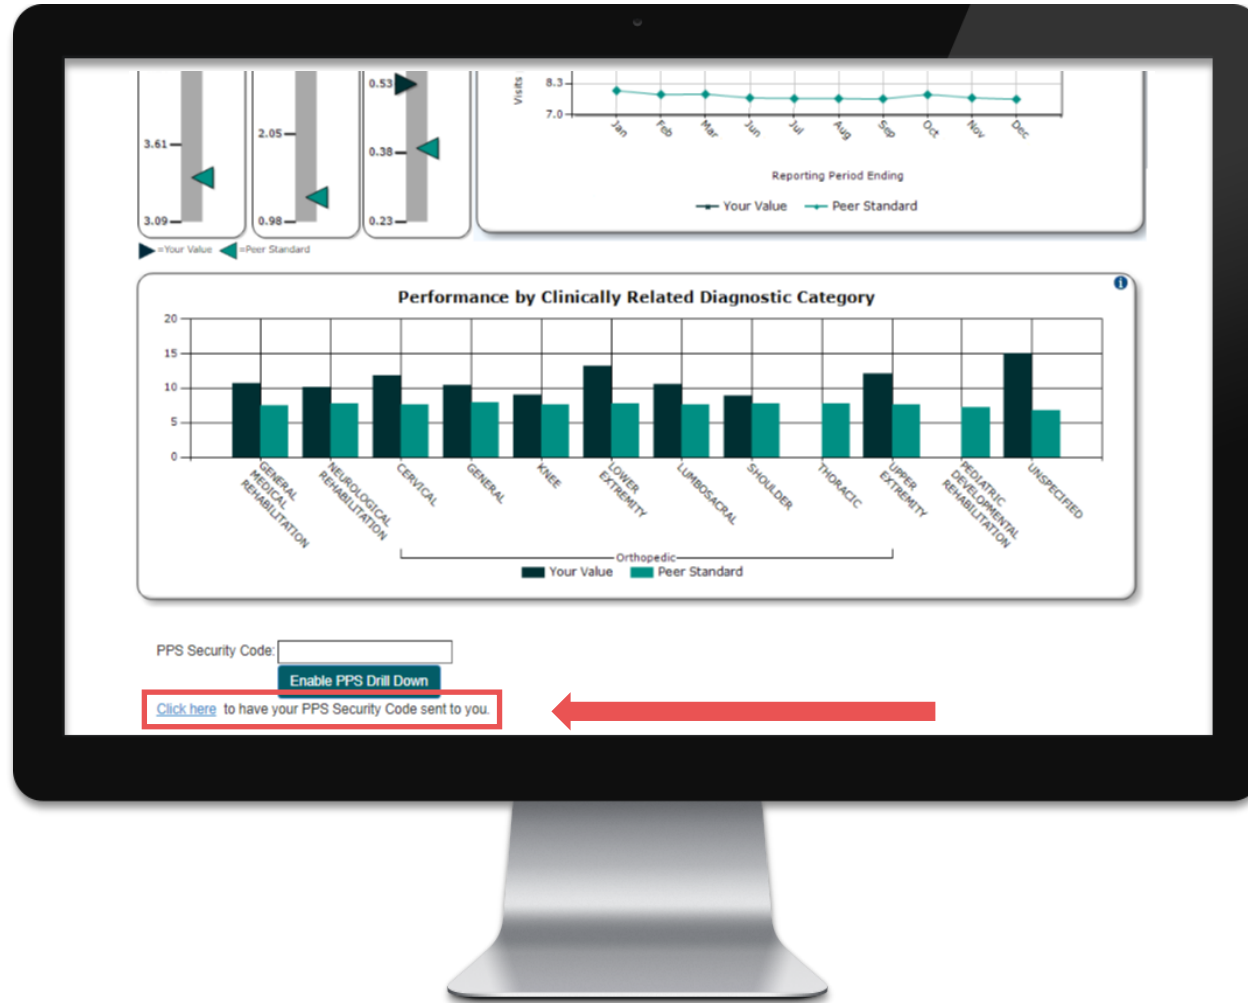 0.53
3.61
2.05
0.38
3.09
0.98
0.23
=Your Value =Peer Standard
Visits
8.3
7.0
Jan Feb Mar Jun Jul Aug Sep Oct Nov Dec
Reporting Period Ending
Your Value Peer Standard
Performance by Clinically Related Diagnostic Category
i
20
15
10
5
0
GENERAL MEDICAL REHABILITATION
NEUROLOGICAL REHABILITATION
CERVICAL
GENERAL
KNEE
LOWER EXTREMITY
LUMBOSACRAL
SHOULDER
THORACIC
UPPER EXTREMITY
PEDIATRIC DEVELOPMENTAL REHABILITATION
UNSPECIFIED
Orthopedic
Your Value Peer Standard
PPS Security Code:
Enable PPS Drill Down
Click here to have your PPS Security Code sent to you.